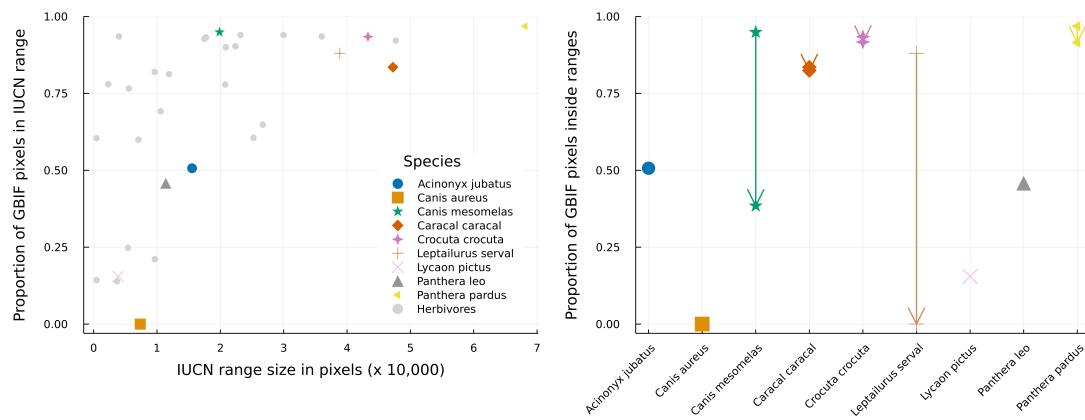 Proportion of GBIF pixels in IUCN range
1.00
0.75
0.50
0.25
0.00
0 1 2 3 4 5 6 7
IUCN range size in pixels (x 10,000)
Species
Acinonyx jubatus
Canis aureus
Canis mesomelas
Caracal caracal
Crocuta crocuta
Leptailurus serval
Lycaon pictus
Panthera leo
Panthera pardus
Herbivores
Proportion of GBIF pixels inside ranges
1.00
0.75
0.50
0.25
0.00
Acinonyx jubatus
Canis aureus
Canis mesomelas
Caracal caracal
Crocuta crocuta
Leptailurus serval
Lycaon pictus
Panthera leo
Panthera pardus